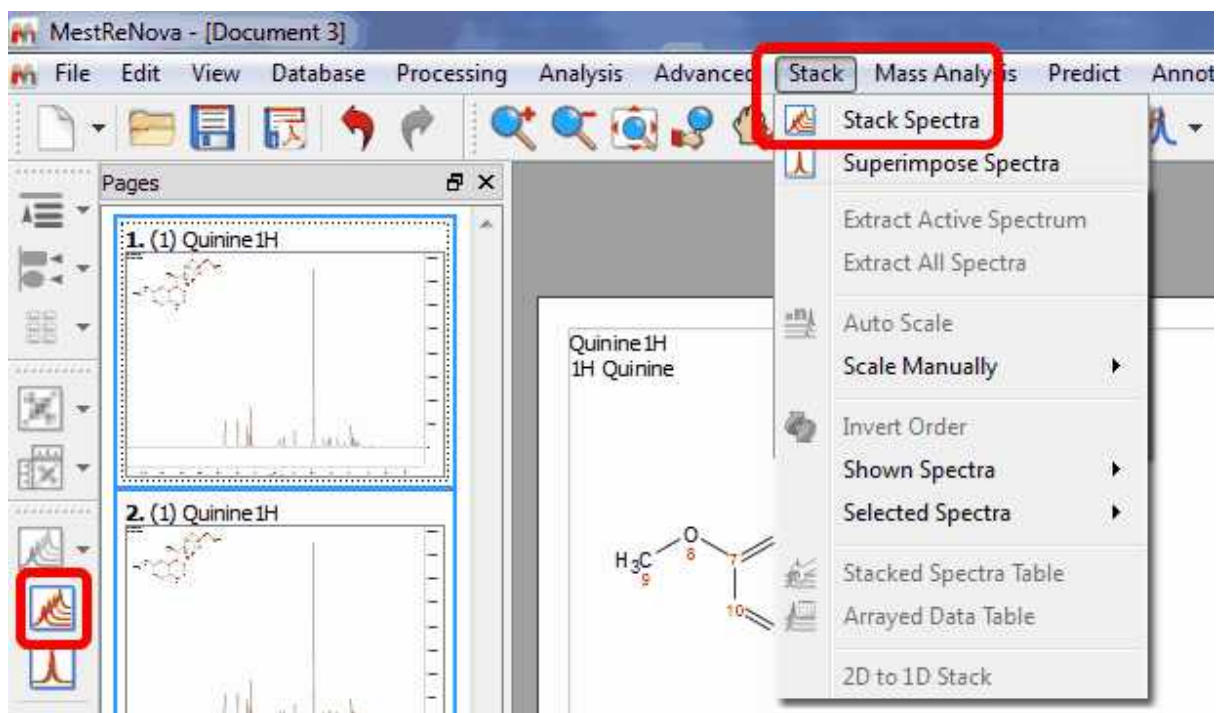 MestReNova - [Document 3]
File Edit View Database Processing Analysis Advanced Stack Mass Analysis Predict Annot
Pages
1. (1) Quinine1H
2. (1) Quinine1H
Quinine1H
1H Quinine
H3C
9
O
8
7
10
Stack Spectra
Superimpose Spectra
Extract Active Spectrum
Extract All Spectra
Auto Scale
Scale Manually
Invert Order
Shown Spectra
Selected Spectra
Stacked Spectra Table
Arrayed Data Table
2D to 1D Stack